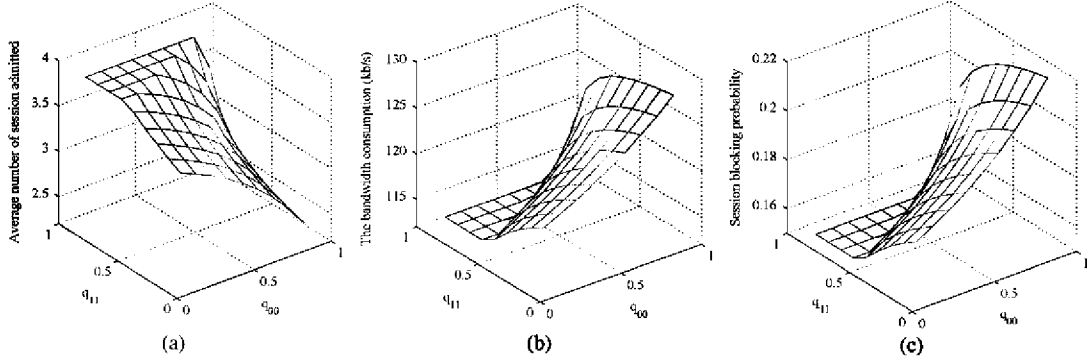 Average number of session admitted
4
3.5
3
2.5
1
0.5
0
q11
0
0.5
1
q00
(a)
The bandwidth consumption (kb/s)
130
125
120
115
1
0.5
0
q11
0
0.5
1
q00
(b)
Session blocking probability
0.22
0.2
0.18
0.16
1
0.5
0
q11
0
0.5
1
q00
(c)